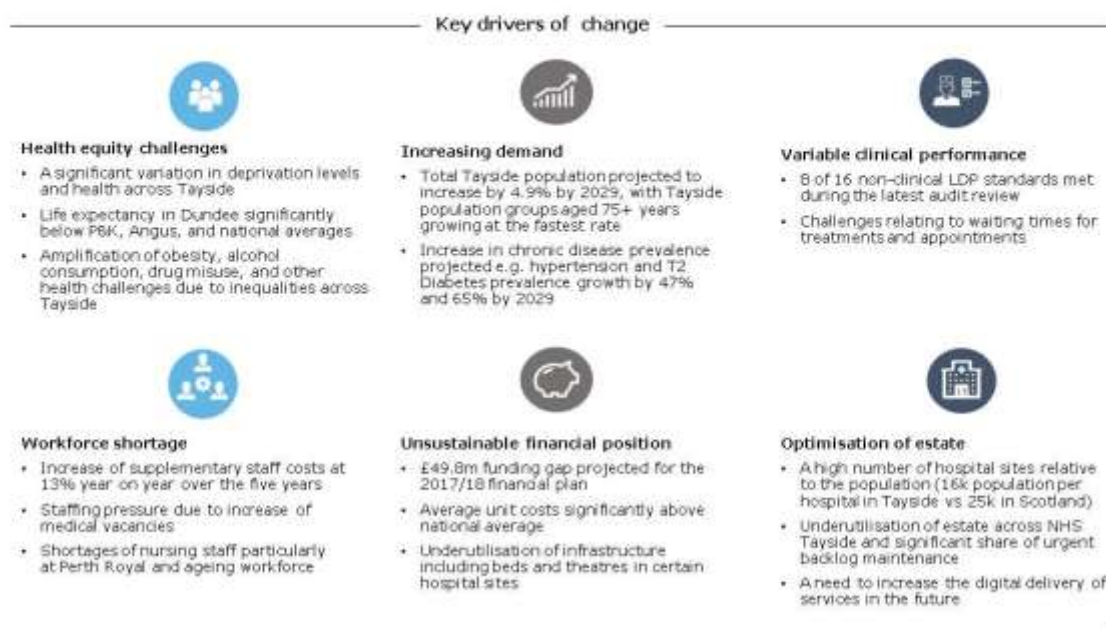 Key drivers of change
Health equity challenges
• A significant variation in deprivation levels
and health across Tayside
• Life expectancy in Dundee significantly
below P&K, Angus, and national averages
• Amplification of obesity, alcohol
consumption, drug misuse, and other
health challenges due to inequalities across
Tayside
Increasing demand
• Total Tayside population projected to
increase by 4.9% by 2029, with Tayside
population groups aged 75+ years
growing at the fastest rate
• Increase in chronic disease prevalence
projected e.g. hypertension and T2
Diabetes prevalence growth by 47%
and 65% by 2029
Variable clinical performance
• 8 of 16 non-clinical LDP standards met
during the latest audit review
• Challenges relating to waiting times for
treatments and appointments
Workforce shortage
• Increase of supplementary staff costs at
13% year on year over the five years
• Staffing pressure due to increase of
medical vacancies
• Shortages of nursing staff particularly
at Perth Royal and ageing workforce
Unsustainable financial position
• £49.8m funding gap projected for the
2017/18 financial plan
• Average unit costs significantly above
national average
• Underutilisation of infrastructure
including beds and theatres in certain
hospital sites
Optimisation of estate
• A high number of hospital sites relative
to the population (16k population per
hospital in Tayside vs 25k in Scotland)
• Underutilisation of estate across NHS
Tayside and significant share of urgent
backlog maintenance
• A need to increase the digital delivery of
services in the future